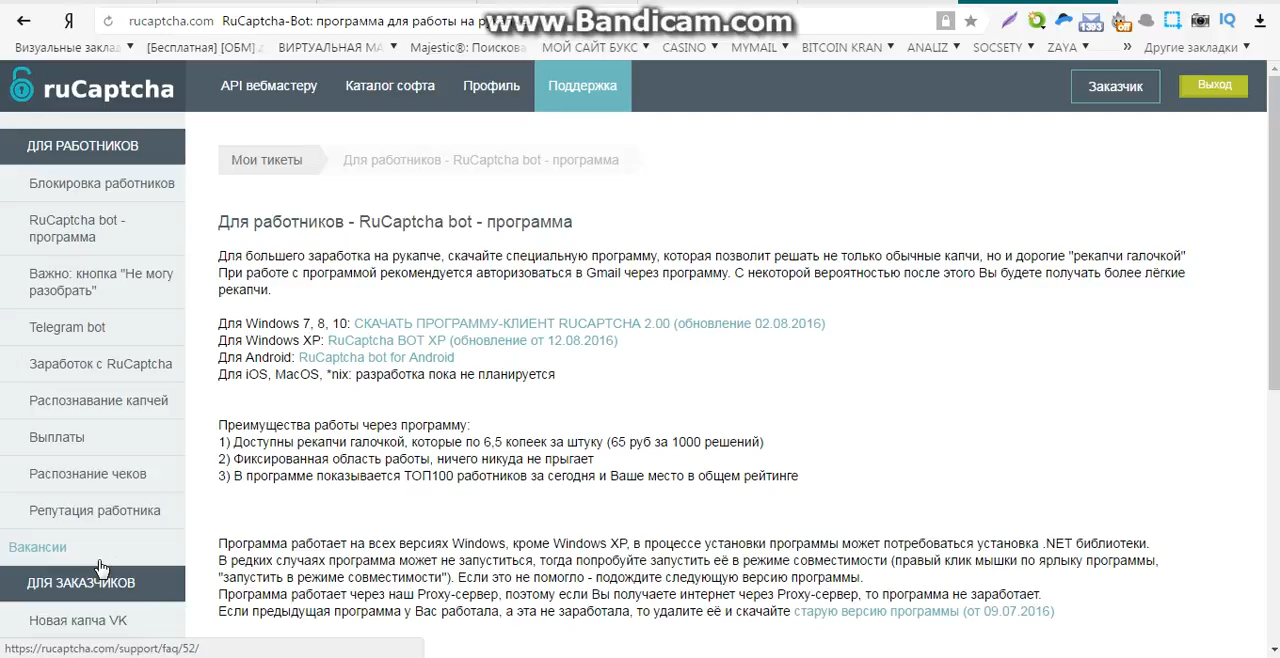 rucaptcha.com RuCaptcha-Bot: программа для работы на р
www.Bandicam.com
1393
off
IQ
Визуальные заклад
[Бесплатная] [ОБМ]
ВИРТУАЛЬНАЯ МА
Majestic®: Поискова
МОЙ САЙТ БУКС
CASINO
MYMAIL
BITCOIN KRAN
ANALIZ
SOCSETY
ZAYA
»
Другие закладки
ruCaptcha
API вебмастеру
Каталог софта
Профиль
Поддержка
Заказчик
Выход
ДЛЯ РАБОТНИКОВ
Блокировка работников
RuCaptcha bot -
программа
Важно: кнопка "Не могу
разобрать"
Telegram bot
Заработок с RuCaptcha
Распознавание капчей
Выплаты
Распознание чеков
Репутация работника
Вакансии
ДЛЯ ЗАКАЗЧИКОВ
Новая капча VK
Мои тикеты
Для работников - RuCaptcha bot - программа
Для работников - RuCaptcha bot - программа
Для большего заработка на рукапче, скачайте специальную программу, которая позволит решать не только обычные капчи, но и дорогие "рекапчи галочкой"
При работе с программой рекомендуется авторизоваться в Gmail через программу. С некоторой вероятностью после этого Вы будете получать более лёгкие
рекапчи.
Для Windows 7, 8, 10: СКАЧАТЬ ПРОГРАММУ-КЛИЕНТ RUCAPTCHA 2.00 (обновление 02.08.2016)
Для Windows XP: RuCaptcha BOT XP (обновление от 12.08.2016)
Для Android: RuCaptcha bot for Android
Для iOS, MacOS, *nix: разработка пока не планируется
Преимущества работы через программу:
1) Доступны рекапчи галочкой, которые по 6,5 копеек за штуку (65 руб за 1000 решений)
2) Фиксированная область работы, ничего никуда не прыгает
3) В программе показывается ТОП100 работников за сегодня и Ваше место в общем рейтинге
Программа работает на всех версиях Windows, кроме Windows XP, в процессе установки программы может потребоваться установка .NET библиотеки.
В редких случаях программа может не запуститься, тогда попробуйте запустить её в режиме совместимости (правый клик мышки по ярлыку программы,
"запустить в режиме совместимости"). Если это не помогло - подождите следующую версию программы.
Программа работает через наш Proxy-сервер, поэтому если Вы получаете интернет через Proxy-сервер, то программа не заработает.
Если предыдущая программа у Вас работала, а эта не заработала, то удалите её и скачайте старую версию программы (от 09.07.2016)
https://rucaptcha.com/support/faq/52/